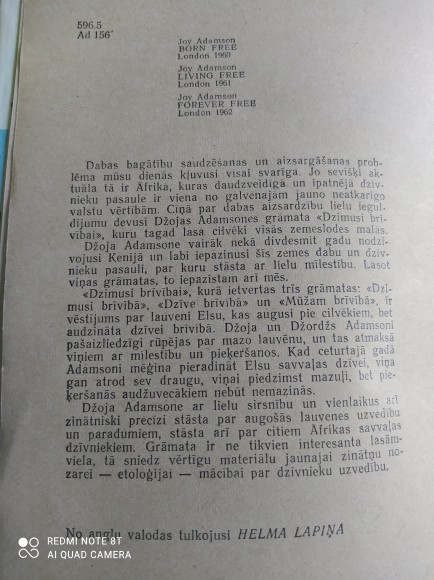 596.5
Ad 156
Joy Adamson
BORN FREE
London 1960
Joy Adamson
LIVING FREE
London 1961
Joy Adamson
FOREVER FREE
London 1962
Dabas bagātību saudzēšanas un aizsargāšanas prob-
lēma mūsu dienās kļuvusi visai svarīga. Jo sevišķi ak-
tuāla tā ir Āfrikā, kuras daudzveidīgā un īpatnējā dzīv-
nieku pasaule ir viena no galvenajām jauno neatkarīgo
valstu vērtībām. Cīņā par dabas aizsardzību lielu iegul-
dījumu devusi Džojas Adamsones grāmata «Dzimusi brī-
vībai», kuru tagad lasa cilvēki visās zemeslodes malās.
Džoja Adamsone vairāk nekā divdesmit gadu nodzī-
vojusi Kenijā un labi iepazinusi šīs zemes dabu un dzīv-
nieku pasauli, par kuru stāsta ar lielu mīlestību. Lasot
viņas grāmatas, to iepazīstam arī mēs.
«Dzimusi brīvībai», kurā ietvertas trīs grāmatas: «Dzi-
musi brīvībā», «Dzīve brīvībā» un «Mūžam brīvībā», ir
vēstījums par lauveni Elsu, kas augusi pie cilvēkiem, bet
audzināta dzīvei brīvībā. Džoja un Džordžs Adamsoni
pašaizliedzīgi rūpējas par mazo lauvēnu, un tas atmaksā
viņiem ar mīlestību un pieķeršanos. Kad ceturtajā gadā
Adamsoni mēģina pieradināt Elsu savvaļas dzīvei, viņa
gan atrod sev draugu, viņai piedzimst mazuļi, bet pie-
ķeršanās audžuvecākiem nebūt nemazinās.
Džoja Adamsone ar lielu sirsnību un vienlaikus arī
zinātniski precīzi stāsta par augošās lauvenes uzvedību
un paradumiem, stāsta arī par citiem Āfrikas savvaļas
dzīvniekiem. Grāmata ir ne tikvien interesanta lasām-
viela, tā sniedz vērtīgu materiālu jaunajai zinātņu no-
zarei — etoloģijai — mācībai par dzīvnieku uzvedību.
No angļu valodas tulkojusi HELMA LAPIŅA
REDMI NOTE 8T
AI QUAD CAMERA